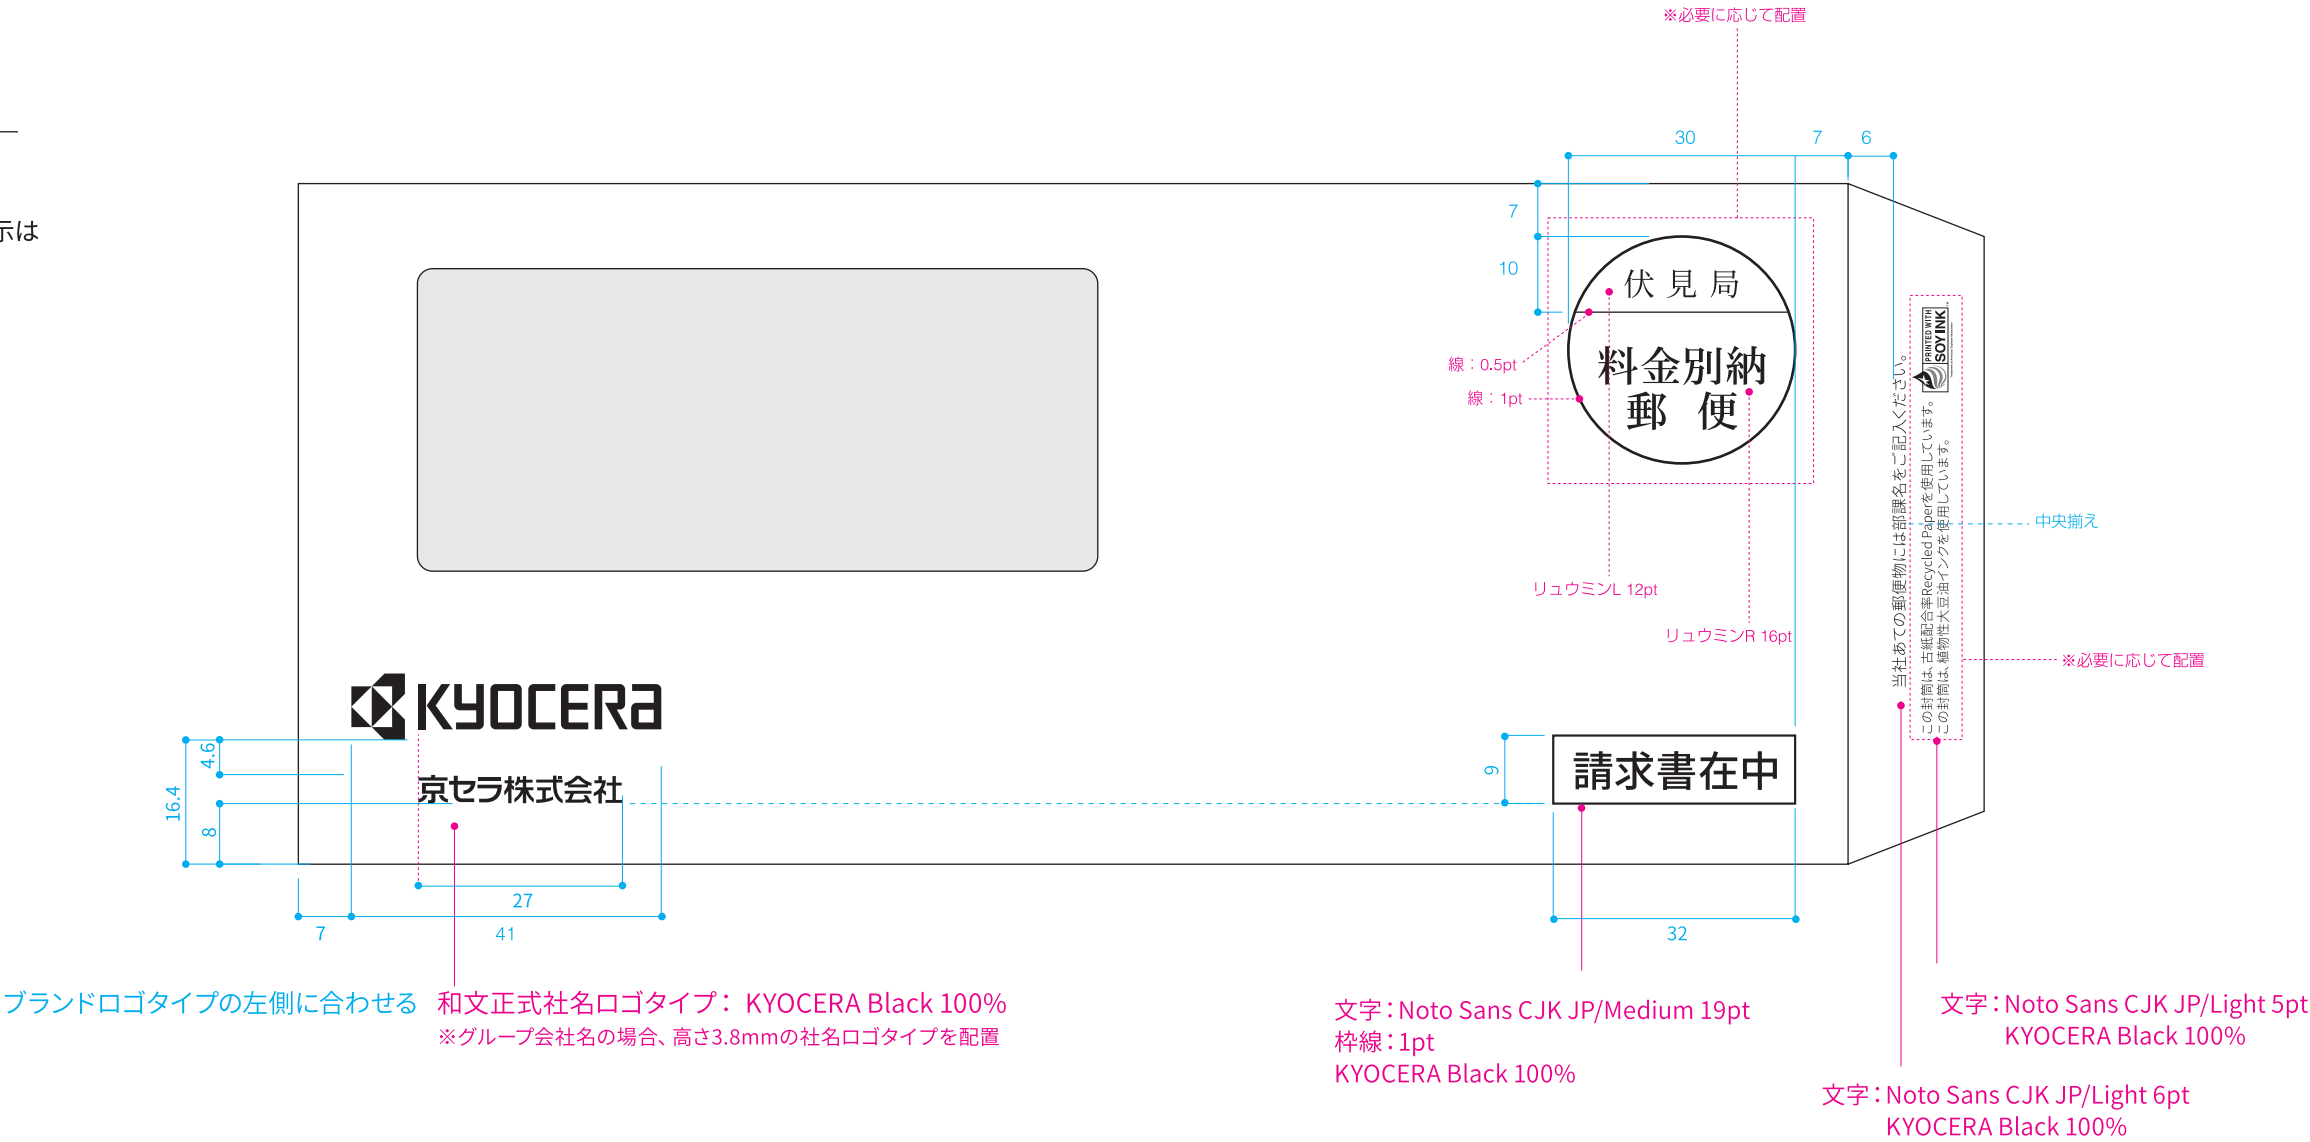 ※必要に応じて配置
30
7
6
示は
7
10
伏見局
料金別納
郵便
線：0.5pt
線：1pt
リュウミンL 12pt
リュウミンR 16pt
PRINTED WITH
SOY INK
当社あての郵便物には部課名をご記入ください。
この封筒は、古紙配合率Recycled Paperを使用しています。
この封筒は、植物性大豆油インクを使用しています。
中央揃え
※必要に応じて配置
KYOCERA
京セラ株式会社
4.6
16.4
8
27
7
41
請求書在中
9
32
ブランドロゴタイプの左側に合わせる
和文正式社名ロゴタイプ：KYOCERA Black 100%
※グループ会社名の場合、高さ3.8mmの社名ロゴタイプを配置
文字：Noto Sans CJK JP/Medium 19pt
枠線：1pt
KYOCERA Black 100%
文字：Noto Sans CJK JP/Light 5pt
KYOCERA Black 100%
文字：Noto Sans CJK JP/Light 6pt
KYOCERA Black 100%